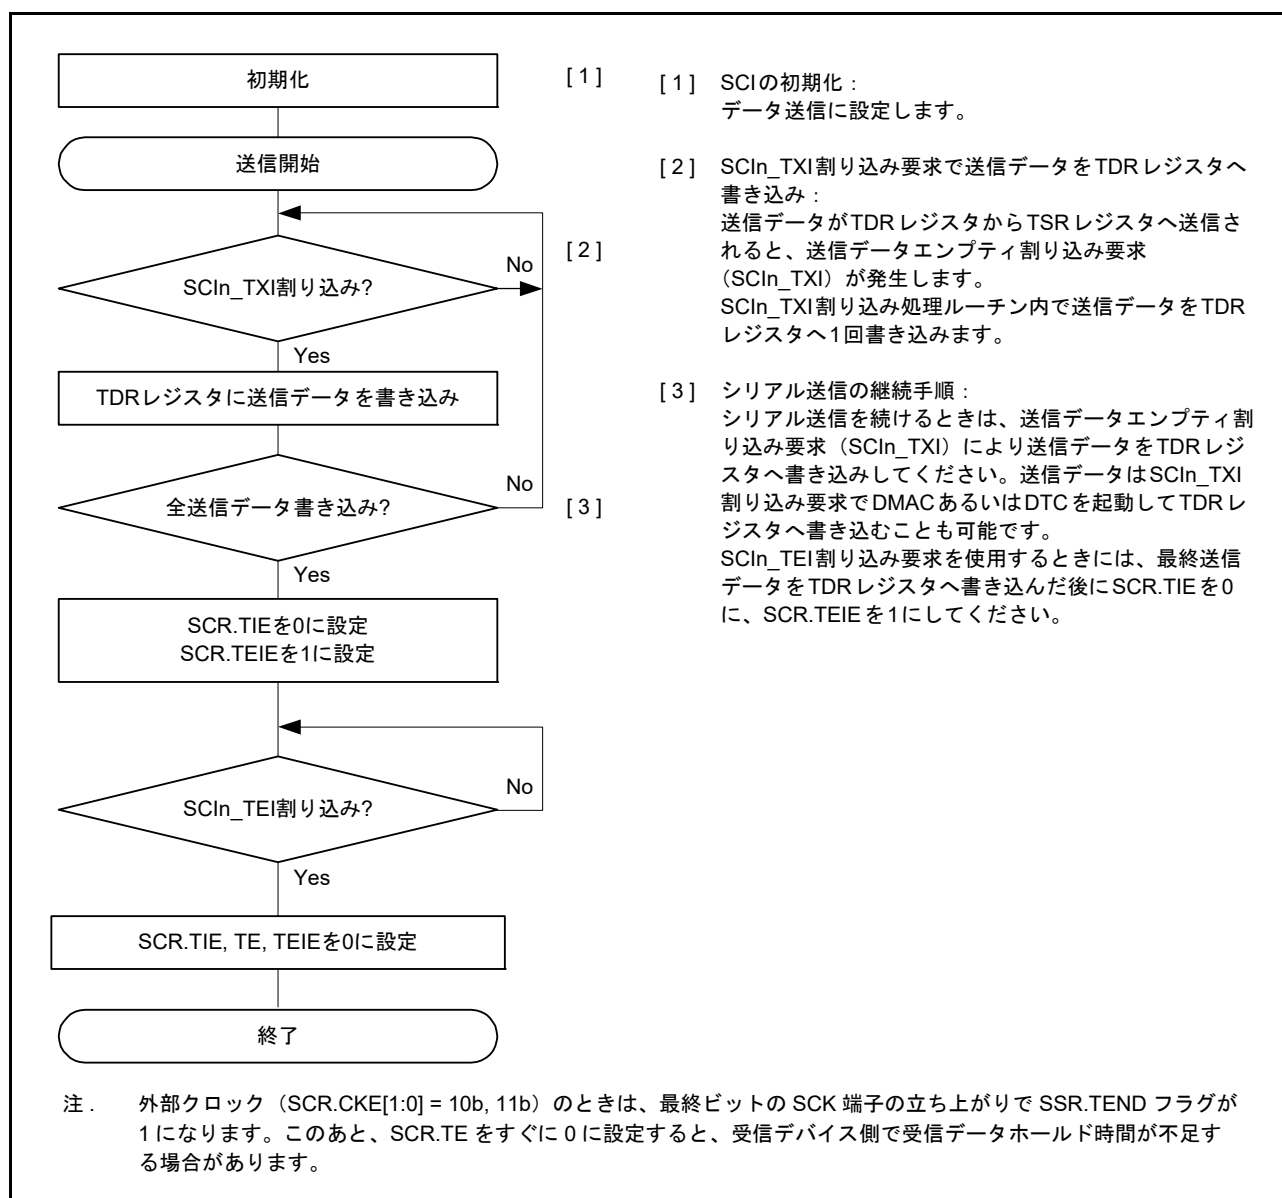 初期化
[ 1 ]
送信開始
SCIn_TXI割り込み?
No
[ 2 ]
Yes
TDRレジスタに送信データを書き込み
全送信データ書き込み?
No
[ 3 ]
Yes
SCR.TIEを0に設定
SCR.TEIEを1に設定
SCIn_TEI割り込み?
No
Yes
SCR.TIE, TE, TEIEを0に設定
終了
[ 1 ] SCIの初期化：
データ送信に設定します。
[ 2 ] SCIn_TXI割り込み要求で送信データをTDRレジスタへ
書き込み：
送信データがTDRレジスタからTSRレジスタへ送信さ
れると、送信データエンプティ割り込み要求
（SCIn_TXI）が発生します。
SCIn_TXI割り込み処理ルーチン内で送信データをTDR
レジスタへ1回書き込みます。
[ 3 ] シリアル送信の継続手順：
シリアル送信を続けるときは、送信データエンプティ割
り込み要求（SCIn_TXI）により送信データをTDRレジ
スタへ書き込みしてください。送信データはSCIn_TXI
割り込み要求でDMACあるいはDTCを起動してTDRレ
ジスタへ書き込むことも可能です。
SCIn_TEI割り込み要求を使用するときには、最終送信
データをTDRレジスタへ書き込んだ後にSCR.TIEを0
に、SCR.TEIEを1にしてください。
注． 外部クロック（SCR.CKE[1:0] = 10b, 11b）のときは、最終ビットの SCK 端子の立ち上がりで SSR.TEND フラグが
1 になります。このあと、SCR.TE をすぐに 0 に設定すると、受信デバイス側で受信データホールド時間が不足す
る場合があります。